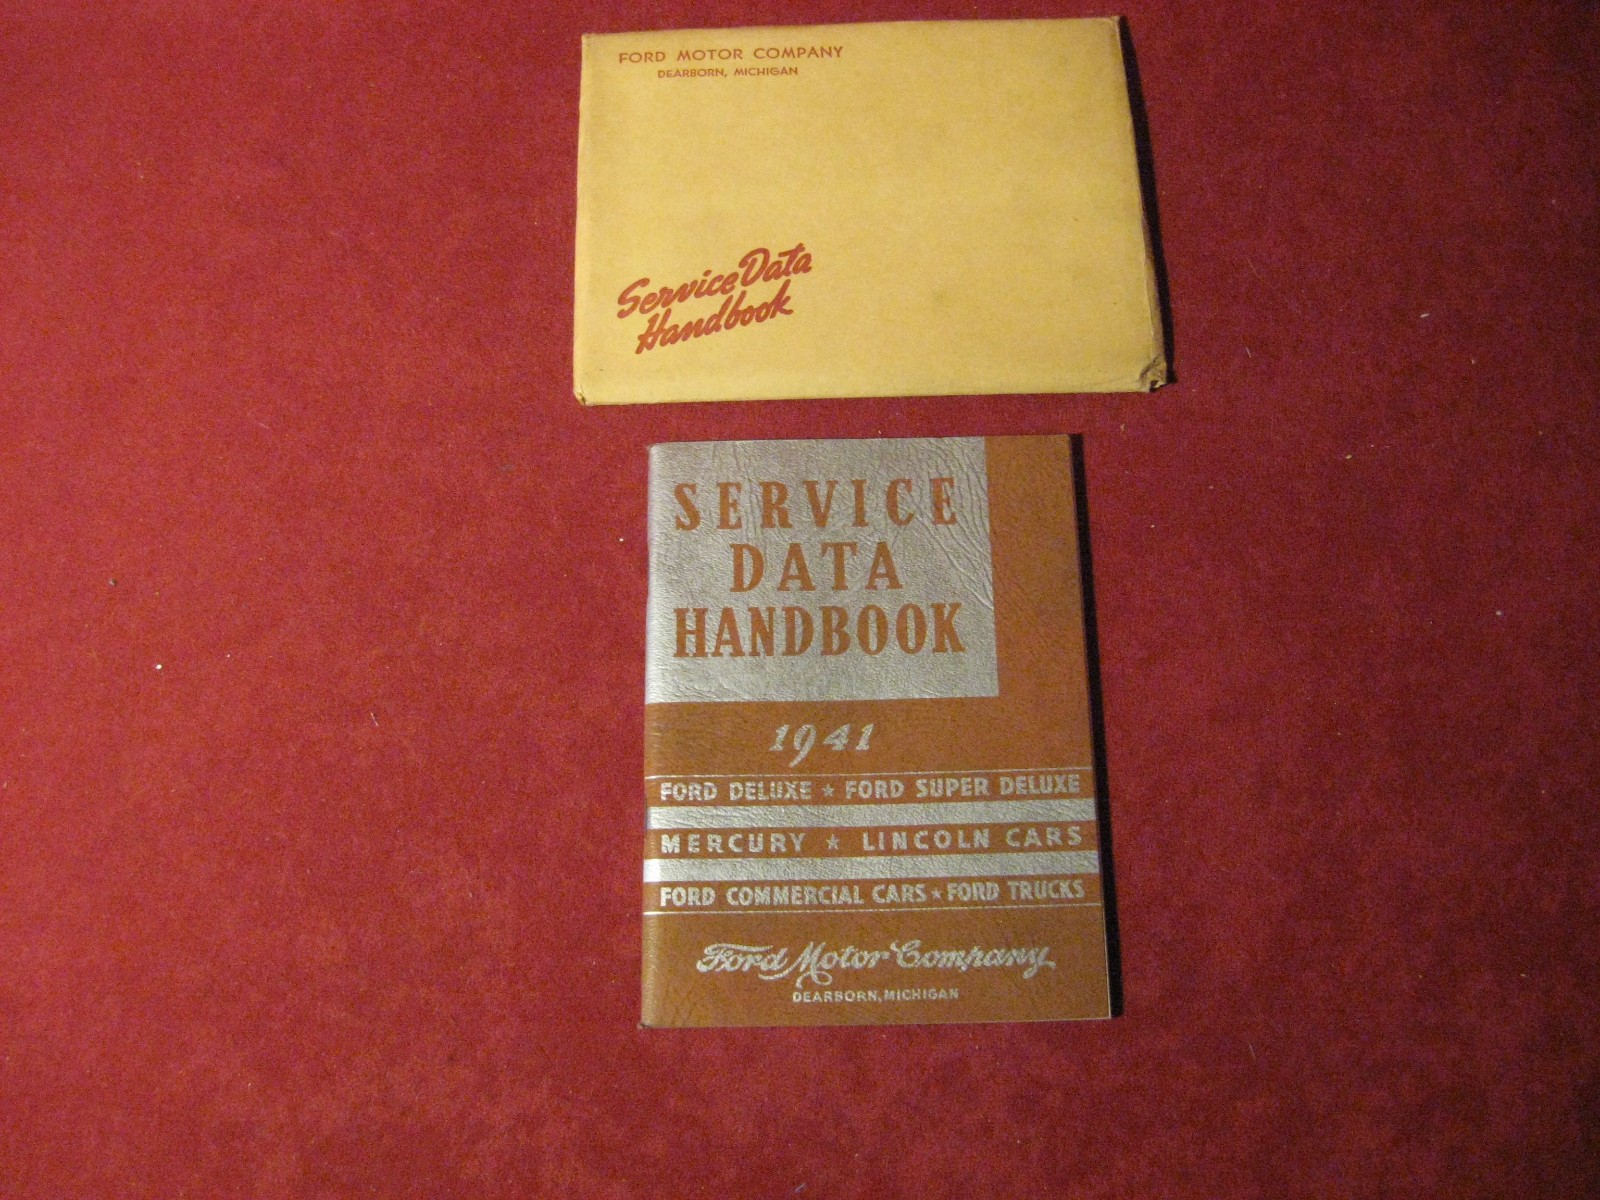 FORD MOTOR COMPANY
DEARBORN, MICHIGAN
Service Data
Handbook
SERVICE
DATA
HANDBOOK
1941
FORD DELUXE ★ FORD SUPER DELUXE
MERCURY ★ LINCOLN CARS
FORD COMMERCIAL CARS ★ FORD TRUCKS
Ford Motor Company
DEARBORN, MICHIGAN